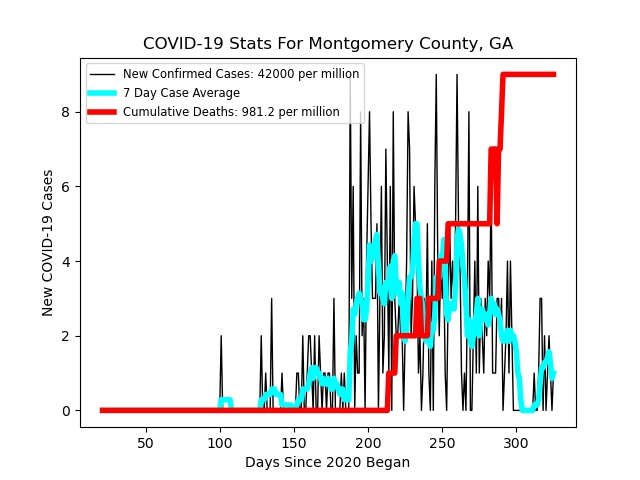 COVID-19 Stats For Montgomery County, GA
New Confirmed Cases: 42000 per million
7 Day Case Average
Cumulative Deaths: 981.2 per million
New COVID-19 Cases
8
6
4
2
0
50 100 150 200 250 300
Days Since 2020 Began